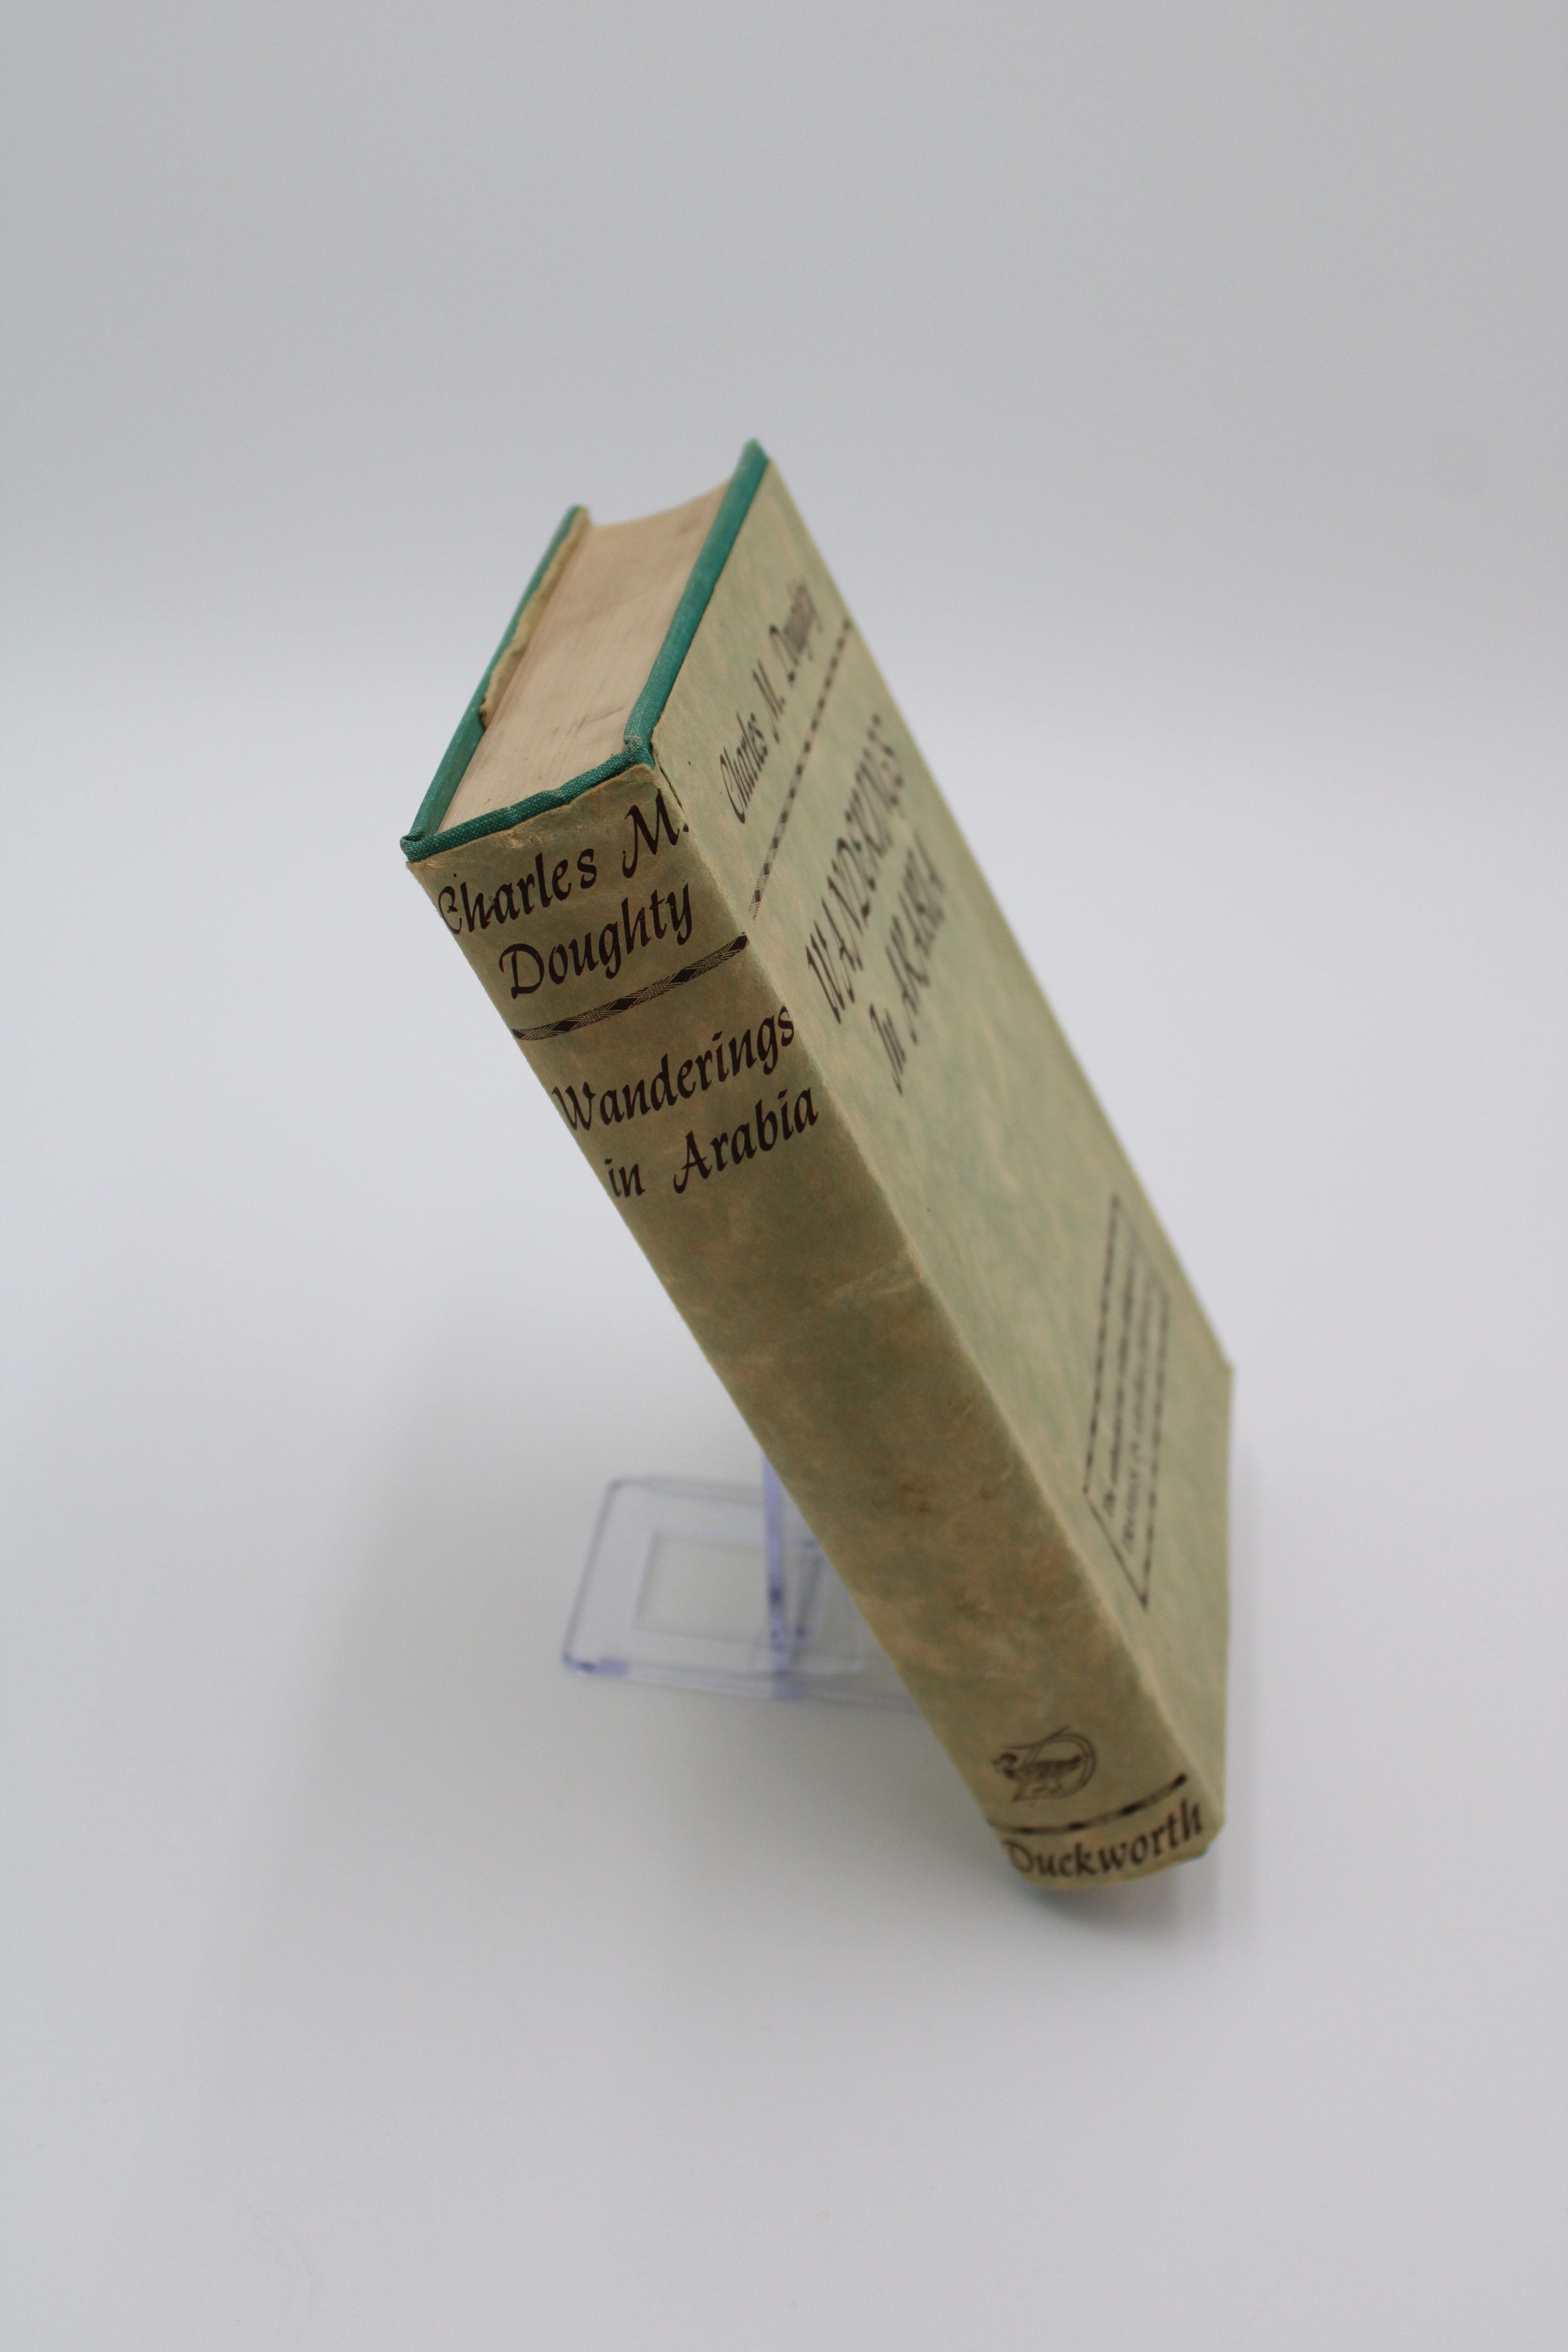 Charles M.
Doughty
Wanderings
in Arabia
Duckworth
Charles M. Doughty
WANDERINGS
In ARABIA